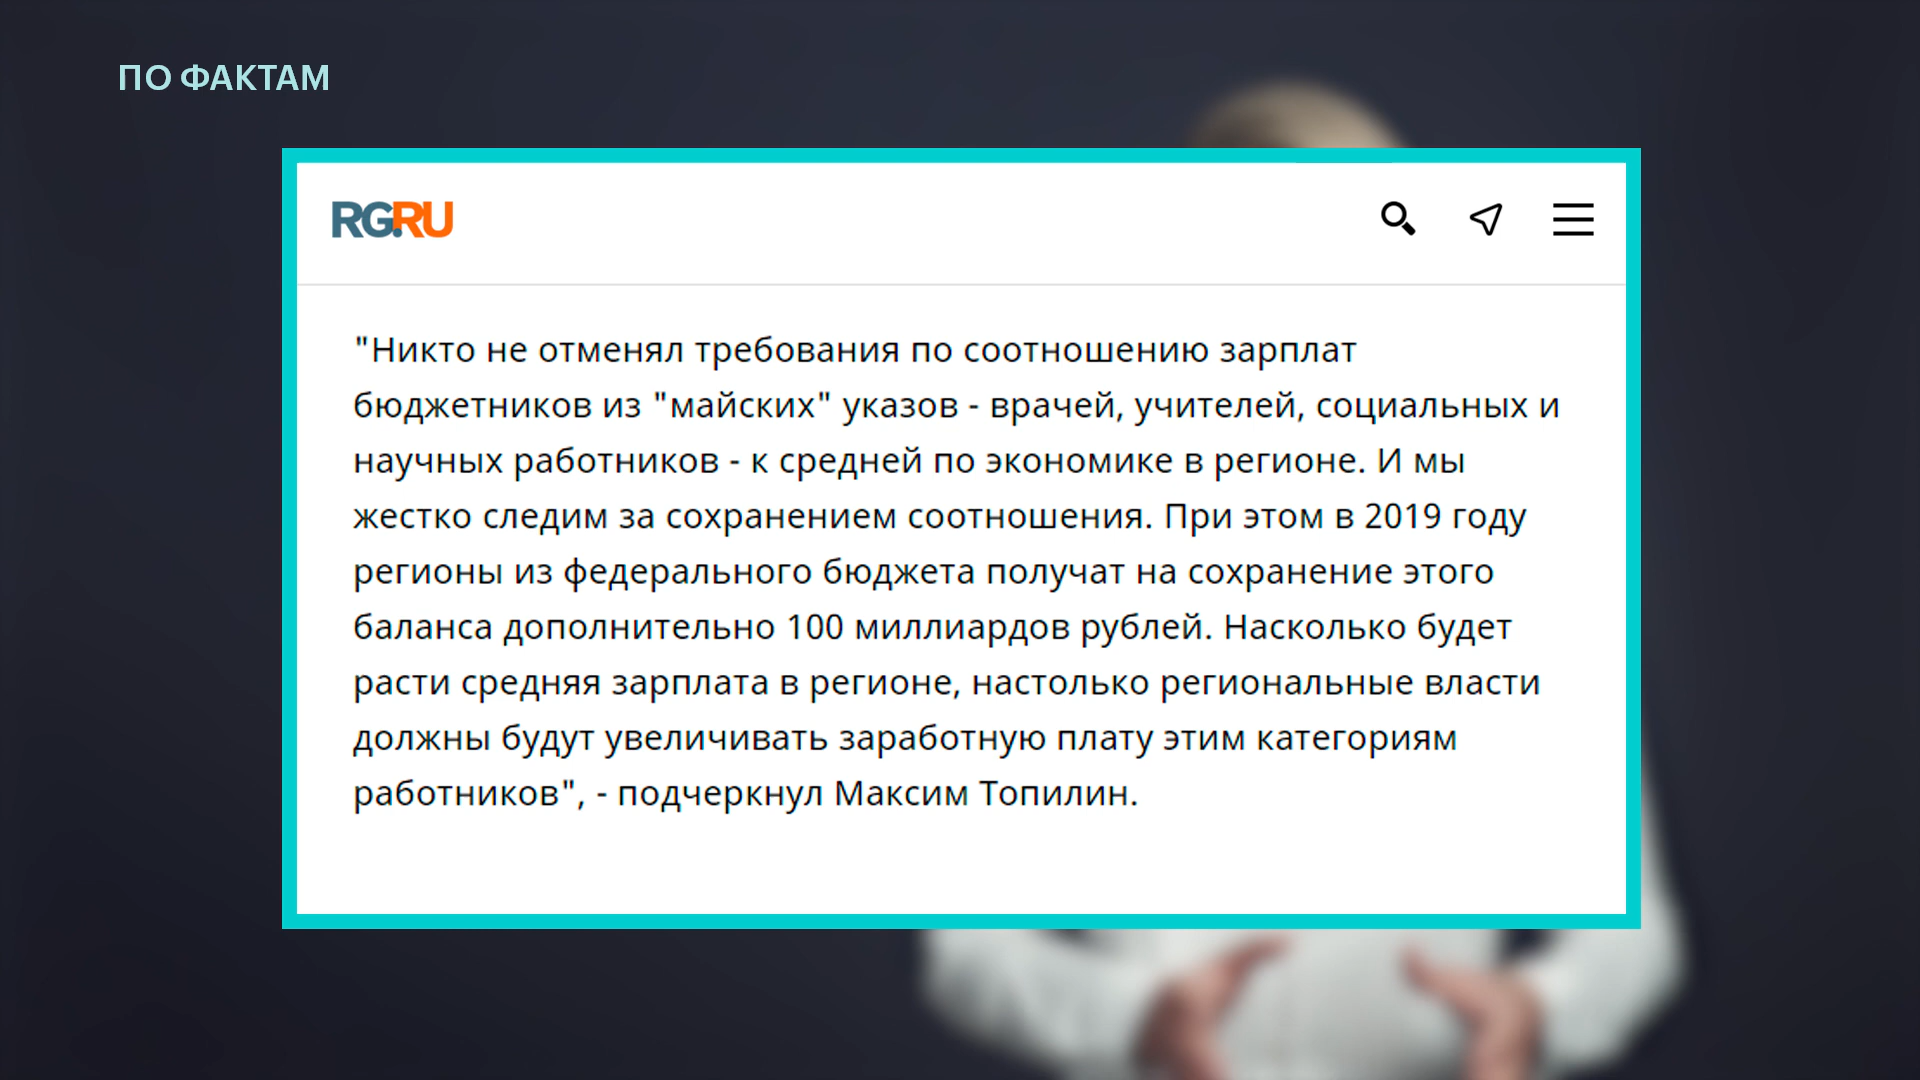 ПО ФАКТАМ
RG.RU
"Никто не отменял требования по соотношению зарплат
бюджетников из "майских" указов - врачей, учителей, социальных и
научных работников - к средней по экономике в регионе. И мы
жестко следим за сохранением соотношения. При этом в 2019 году
регионы из федерального бюджета получат на сохранение этого
баланса дополнительно 100 миллиардов рублей. Насколько будет
расти средняя зарплата в регионе, настолько региональные власти
должны будут увеличивать заработную плату этим категориям
работников", - подчеркнул Максим Топилин.